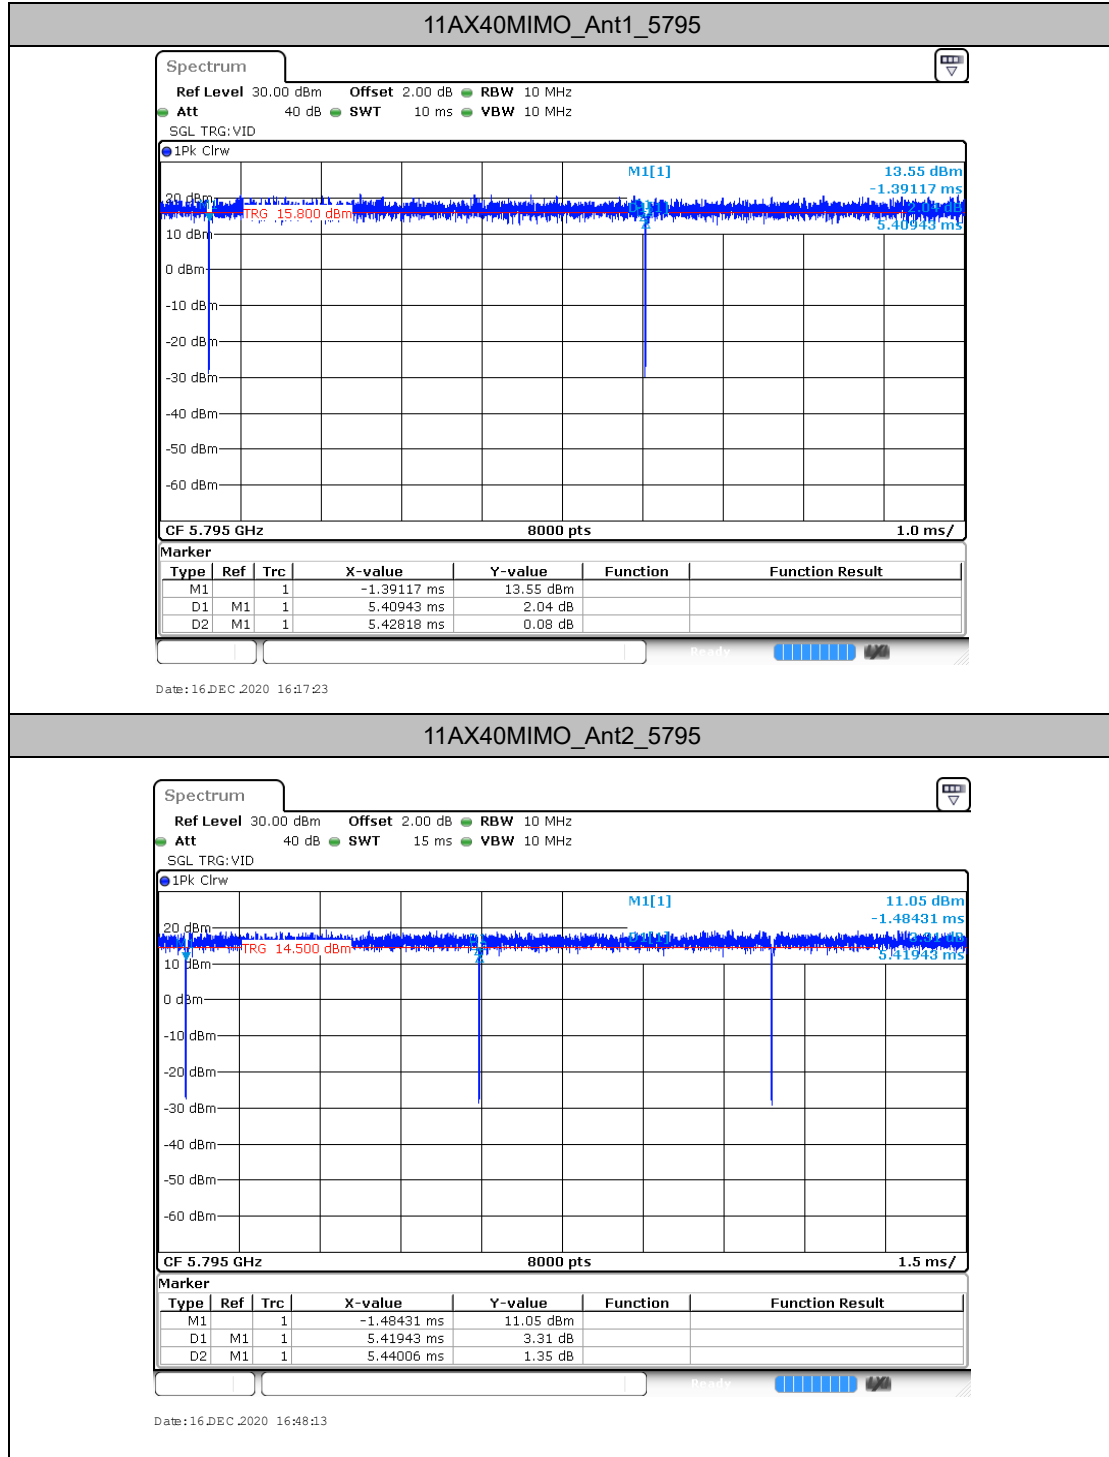 11AX40MIMO_Ant1_5795
Spectrum
Ref Level 30.00 dBm Offset 2.00 dB RBW 10 MHz
Att 40 dB SWT 10 ms VBW 10 MHz
SGL TRG:VID
1Pk Clrw
M1[1] 13.55 dBm
-1.39117 ms
20 dBm
TRG 15.800 dBm
5.40943 ms
10 dBm
0 dBm
-10 dBm
-20 dBm
-30 dBm
-40 dBm
-50 dBm
-60 dBm
CF 5.795 GHz 8000 pts 1.0 ms/
Marker
Type Ref Trc X-value Y-value Function Function Result
M1 1 -1.39117 ms 13.55 dBm
D1 M1 1 5.40943 ms 2.04 dB
D2 M1 1 5.42818 ms 0.08 dB
Ready
Date:16.DEC.2020 16:17:23
11AX40MIMO_Ant2_5795
Spectrum
Ref Level 30.00 dBm Offset 2.00 dB RBW 10 MHz
Att 40 dB SWT 15 ms VBW 10 MHz
SGL TRG:VID
1Pk Clrw
M1[1] 11.05 dBm
-1.48431 ms
20 dBm
TRG 14.500 dBm
5.41943 ms
10 dBm
0 dBm
-10 dBm
-20 dBm
-30 dBm
-40 dBm
-50 dBm
-60 dBm
CF 5.795 GHz 8000 pts 1.5 ms/
Marker
Type Ref Trc X-value Y-value Function Function Result
M1 1 -1.48431 ms 11.05 dBm
D1 M1 1 5.41943 ms 3.31 dB
D2 M1 1 5.44006 ms 1.35 dB
Ready
Date:16.DEC.2020 16:48:13